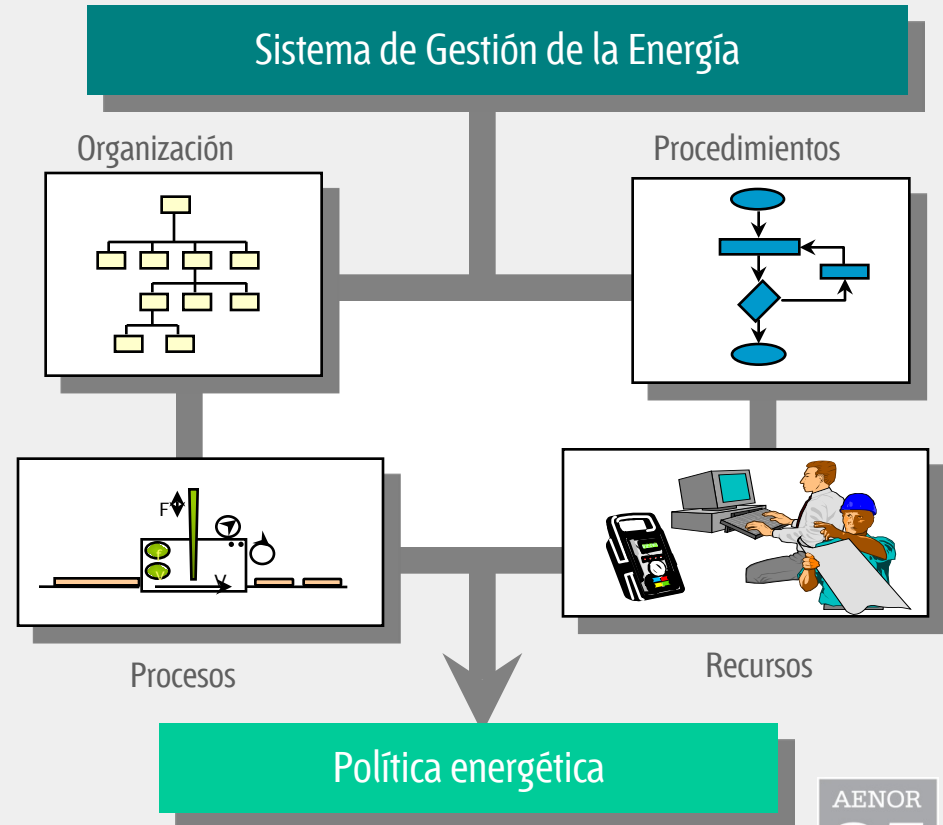 Sistema de Gestión de la Energía
Organización
Procedimientos
F
V
Procesos
Recursos
Política energética
AENOR